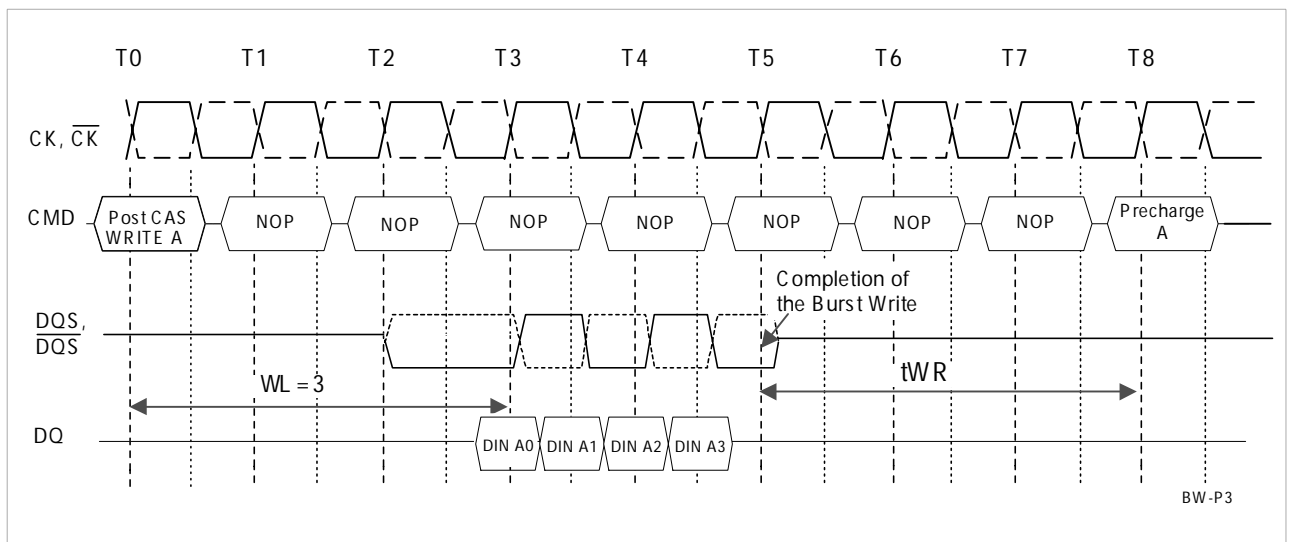 T0 T1 T2 T3 T4 T5 T6 T7 T8
CK, CK
CMD
Post CAS
WRITE A
NOP NOP NOP NOP NOP NOP NOP
Precharge
A
Completion of
the Burst Write
DQS,
DQS
WL = 3
tWR
DQ
DIN A0 DIN A1 DIN A2 DIN A3
BW-P3